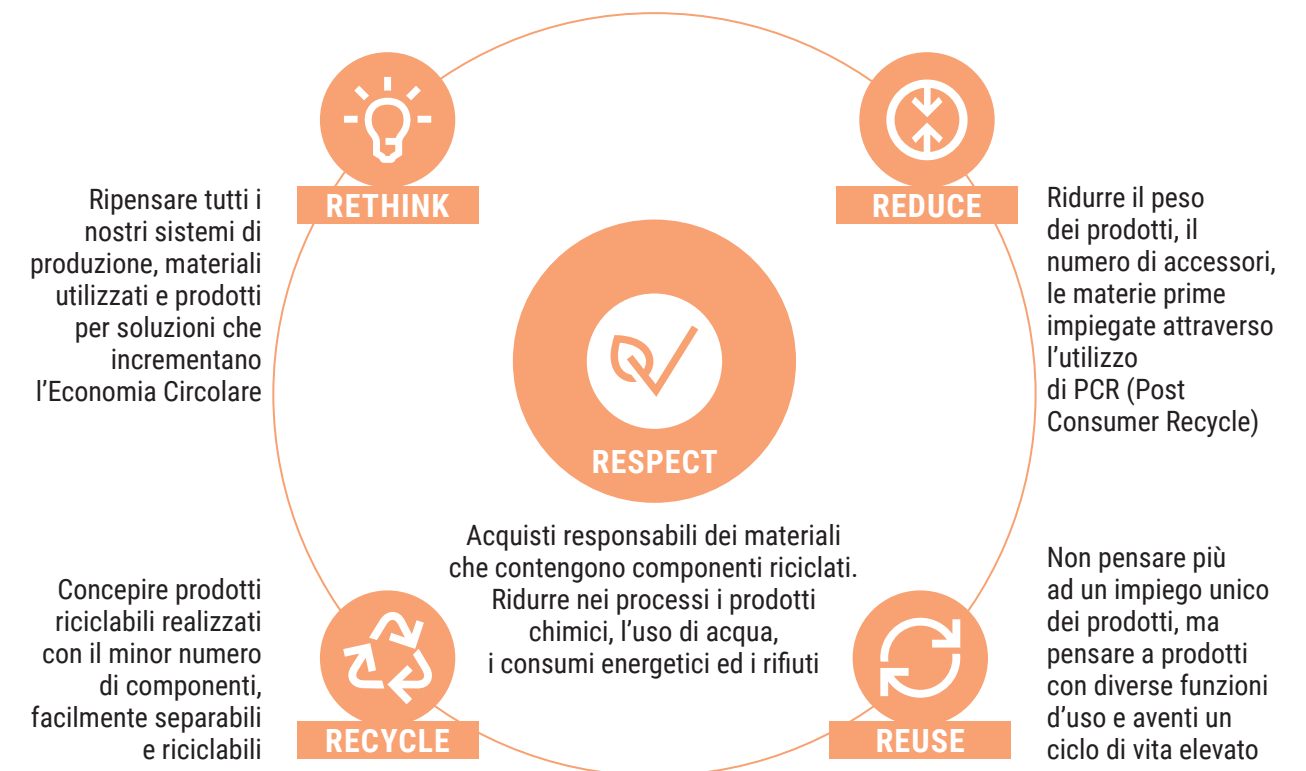 RETHINK
Ripensare tutti i
nostri sistemi di
produzione, materiali
utilizzati e prodotti
per soluzioni che
incrementano
l’Economia Circolare
REDUCE
Ridurre il peso
dei prodotti, il
numero di accessori,
le materie prime
impiegate attraverso
l’utilizzo
di PCR (Post
Consumer Recycle)
RESPECT
Acquisti responsabili dei materiali
che contengono componenti riciclati.
Ridurre nei processi i prodotti
chimici, l’uso di acqua,
i consumi energetici ed i rifiuti
RECYCLE
Concepire prodotti
riciclabili realizzati
con il minor numero
di componenti,
facilmente separabili
e riciclabili
REUSE
Non pensare più
ad un impiego unico
dei prodotti, ma
pensare a prodotti
con diverse funzioni
d’uso e aventi un
ciclo di vita elevato